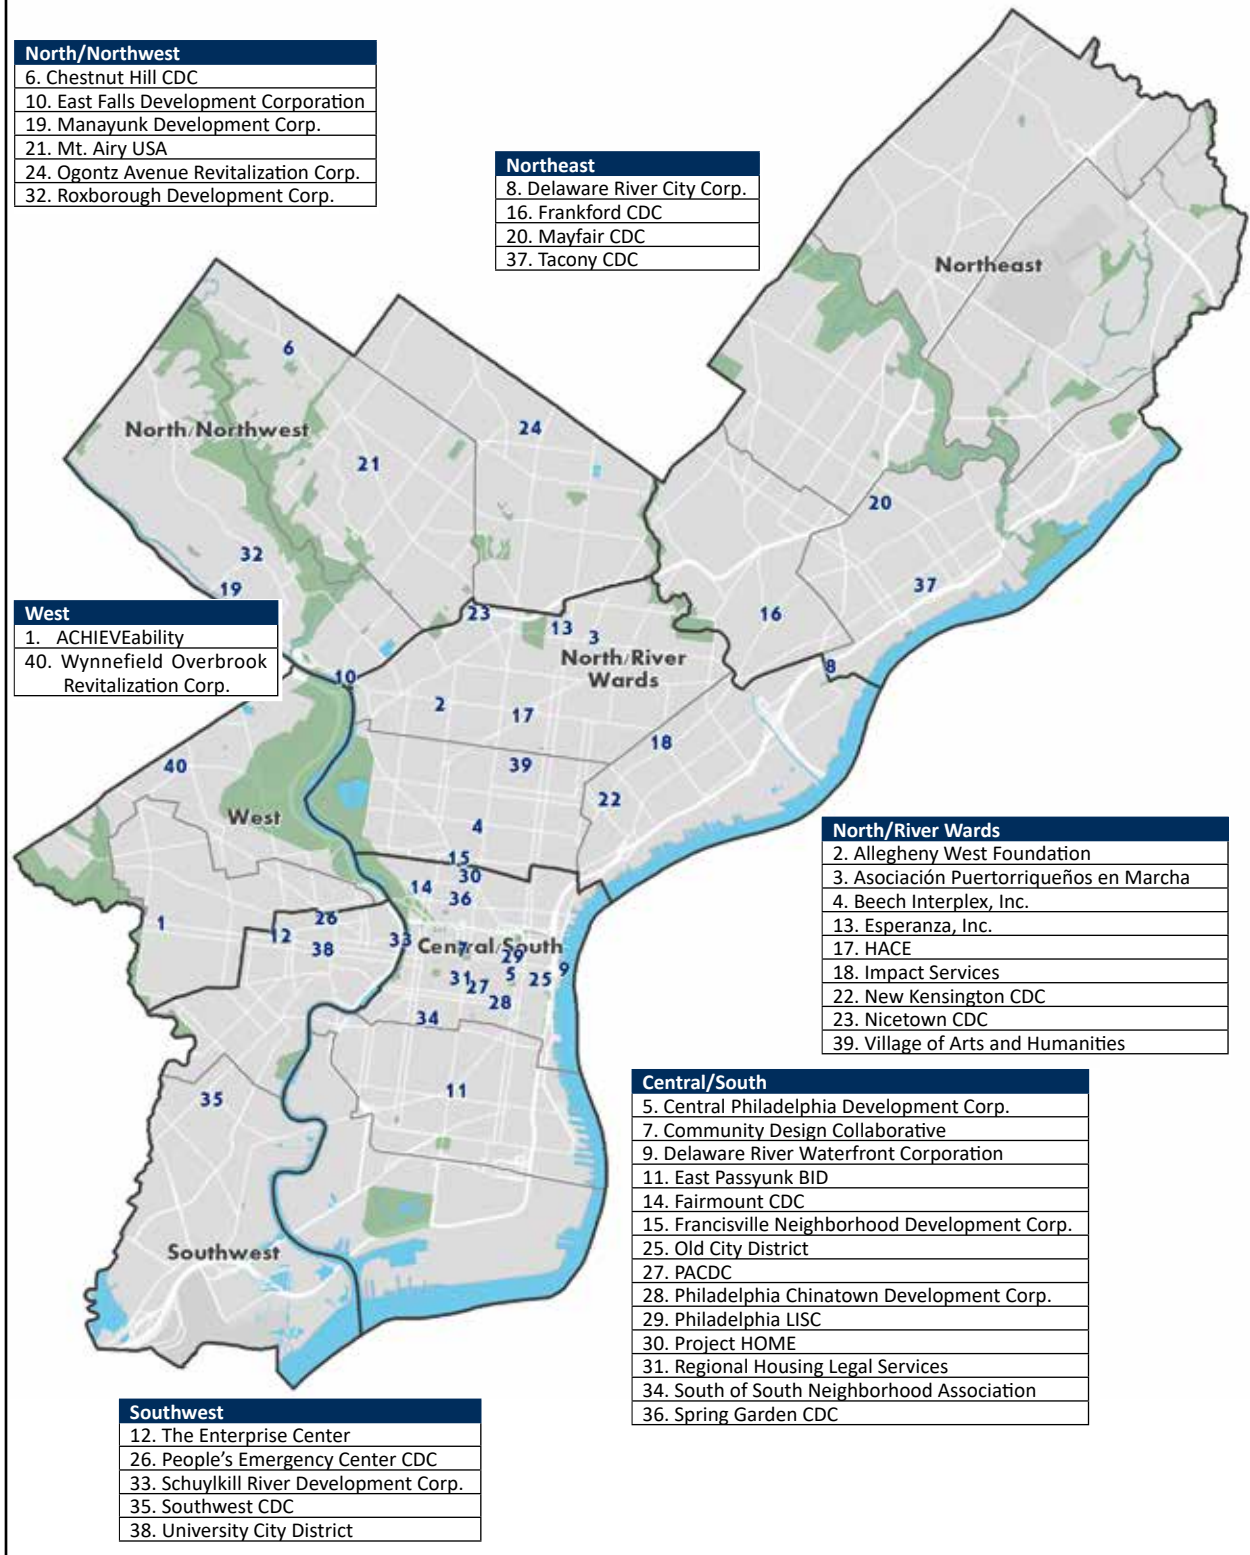 North/Northwest
6. Chestnut Hill CDC
10. East Falls Development Corporation
19. Manayunk Development Corp.
21. Mt. Airy USA
24. Ogontz Avenue Revitalization Corp.
32. Roxborough Development Corp.
Northeast
8. Delaware River City Corp.
16. Frankford CDC
20. Mayfair CDC
37. Tacony CDC
Northeast
6
24
North/Northwest
21
20
32
19
37
23
13
3
16
North/River
Wards
8
10
2
17
18
39
40
22
West
4
15
30
14
36
1
26
12
38
33
Central/South
7
29
9
31
27
5
25
28
34
11
35
Southwest
West
1. ACHIEVEability
40. Wynnefield Overbrook
Revitalization Corp.
North/River Wards
2. Allegheny West Foundation
3. Asociación Puertorriqueños en Marcha
4. Beech Interplex, Inc.
13. Esperanza, Inc.
17. HACE
18. Impact Services
22. New Kensington CDC
23. Nicetown CDC
39. Village of Arts and Humanities
Central/South
5. Central Philadelphia Development Corp.
7. Community Design Collaborative
9. Delaware River Waterfront Corporation
11. East Passyunk BID
14. Fairmount CDC
15. Francisville Neighborhood Development Corp.
25. Old City District
27. PACDC
28. Philadelphia Chinatown Development Corp.
29. Philadelphia LISC
30. Project HOME
31. Regional Housing Legal Services
34. South of South Neighborhood Association
36. Spring Garden CDC
Southwest
12. The Enterprise Center
26. People's Emergency Center CDC
33. Schuylkill River Development Corp.
35. Southwest CDC
38. University City District